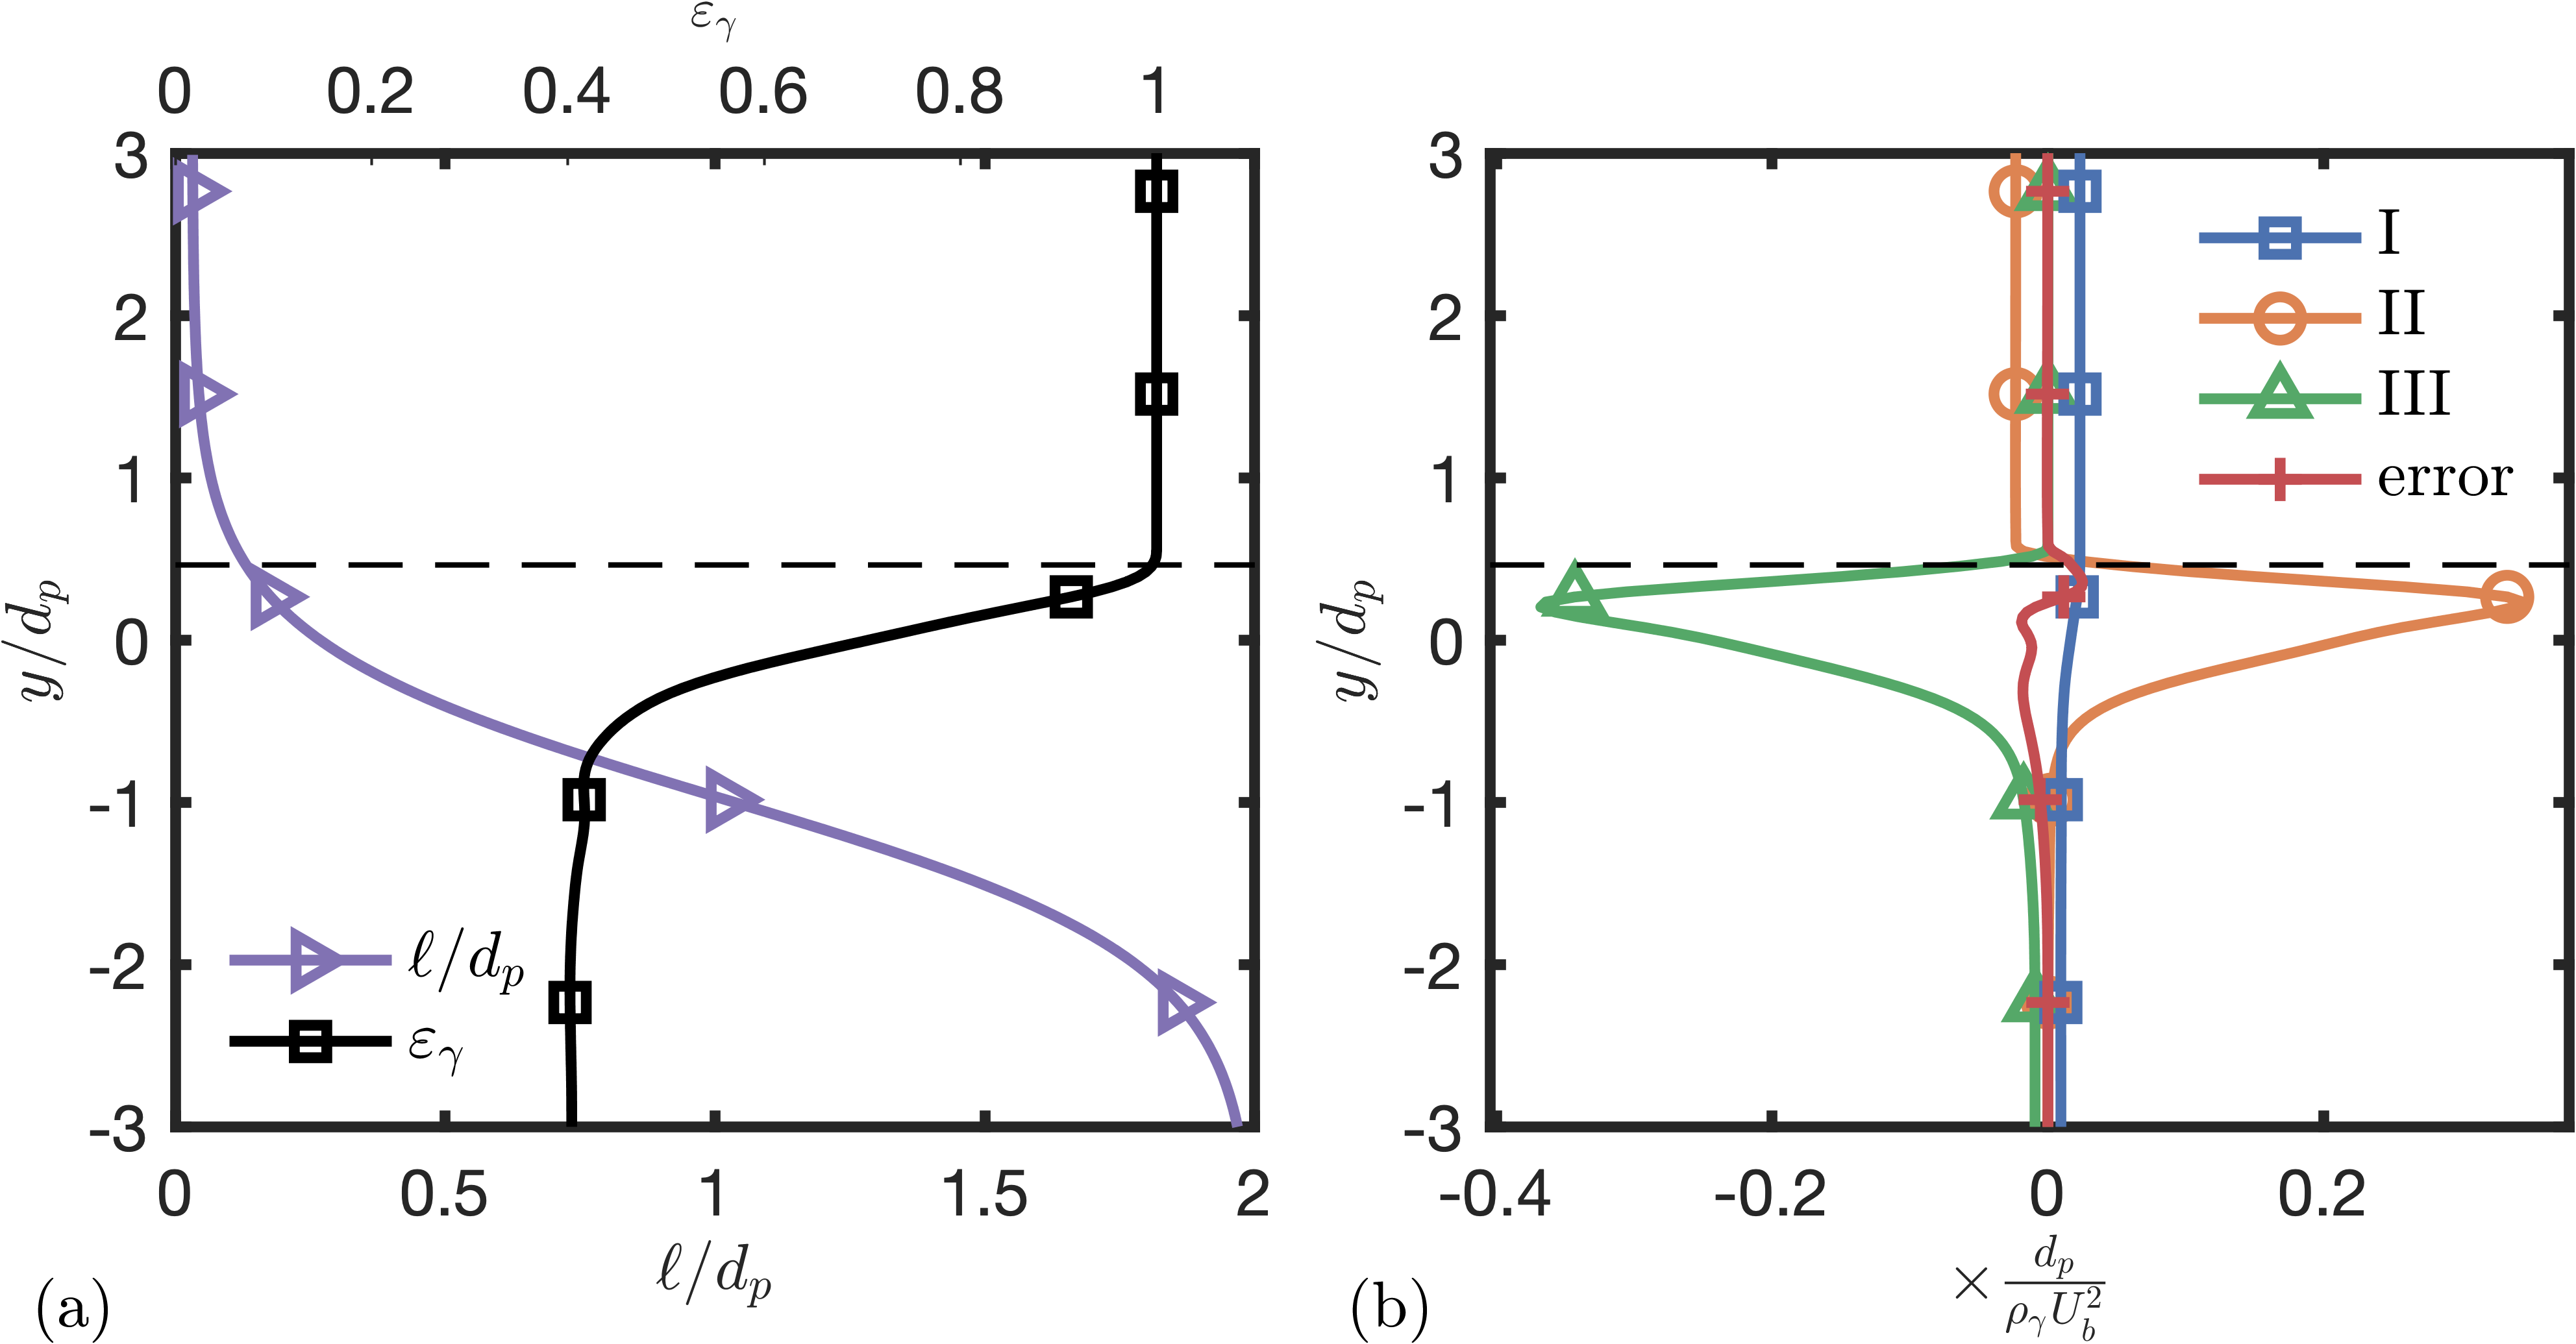 ε_γ
0 0.2 0.4 0.6 0.8 1
3
2
1
0
-1
-2
-3
y/d_p
ℓ/d_p
ε_γ
0 0.5 1 1.5 2
ℓ/d_p
(a)
3
2
1
0
-1
-2
-3
y/d_p
I
II
III
error
-0.4 -0.2 0 0.2
× d_p / ρ_γ U_b^2
(b)